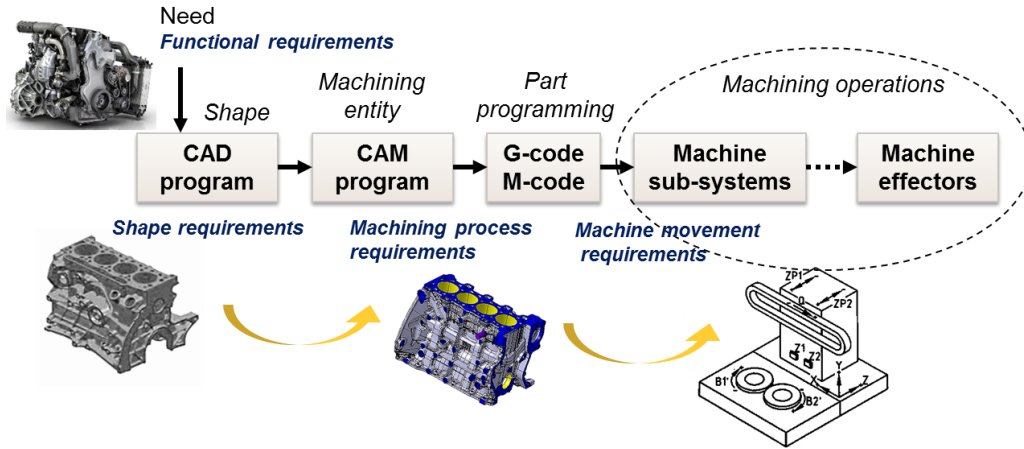 Need
Functional requirements
Shape
Machining
entity
Part
programming
Machining operations
CAD
program
CAM
program
G-code
M-code
Machine
sub-systems
Machine
effectors
Shape requirements
Machining process
requirements
Machine movement
requirements
ZP1
Q
ZP2
Z1
Z2
Y
X
Z
B1'
B2'